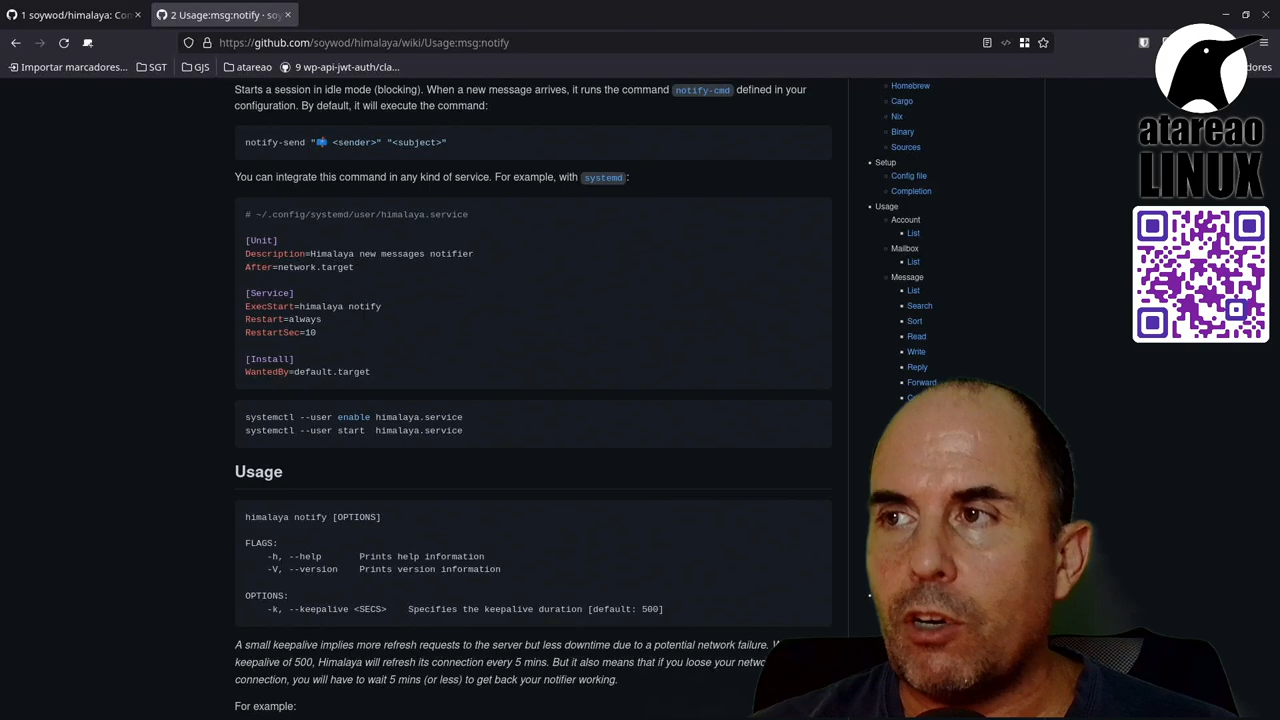 1 soywod/himalaya: Con
2 Usage:msg:notify · soy
https://github.com/soywod/himalaya/wiki/Usage:msg:notify
Importar marcadores...
SGT
GJS
atareao
9 wp-api-jwt-auth/cla...
dores
atareao
LINUX
Starts a session in idle mode (blocking). When a new message arrives, it runs the command notify-cmd defined in your
configuration. By default, it will execute the command:
notify-send "📫 <sender>" "<subject>"
You can integrate this command in any kind of service. For example, with systemd:
# ~/.config/systemd/user/himalaya.service
[Unit]
Description=Himalaya new messages notifier
After=network.target
[Service]
ExecStart=himalaya notify
Restart=always
RestartSec=10
[Install]
WantedBy=default.target
systemctl --user enable himalaya.service
systemctl --user start  himalaya.service
Usage
himalaya notify [OPTIONS]
FLAGS:
-h, --help       Prints help information
-V, --version    Prints version information
OPTIONS:
-k, --keepalive <SECS>    Specifies the keepalive duration [default: 500]
A small keepalive implies more refresh requests to the server but less downtime due to a potential network failure.
keepalive of 500, Himalaya will refresh its connection every 5 mins. But it also means that if you loose your
connection, you will have to wait 5 mins (or less) to get back your notifier working.
For example:
Homebrew
Cargo
Nix
Binary
Sources
Setup
Config file
Completion
Usage
Account
List
Mailbox
List
Message
List
Search
Sort
Read
Write
Reply
Forward